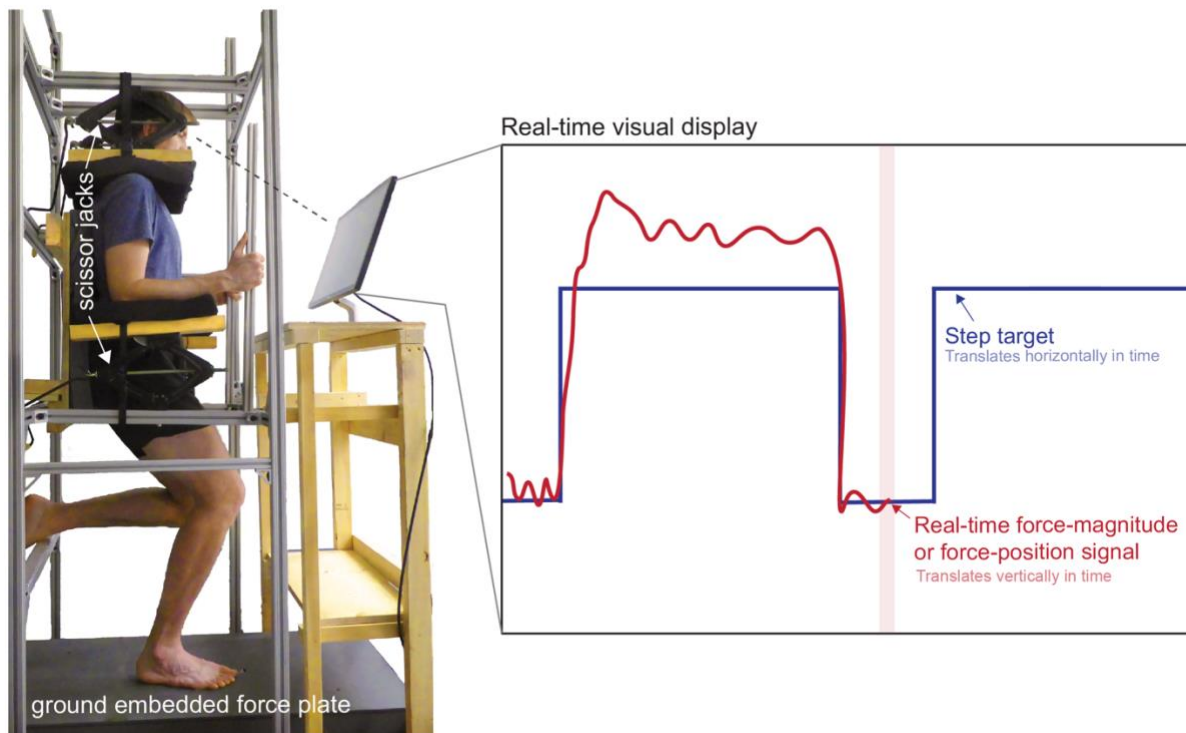 scissor jacks
ground embedded force plate
Real-time visual display
Step target
Translates horizontally in time
Real-time force-magnitude
or force-position signal
Translates vertically in time